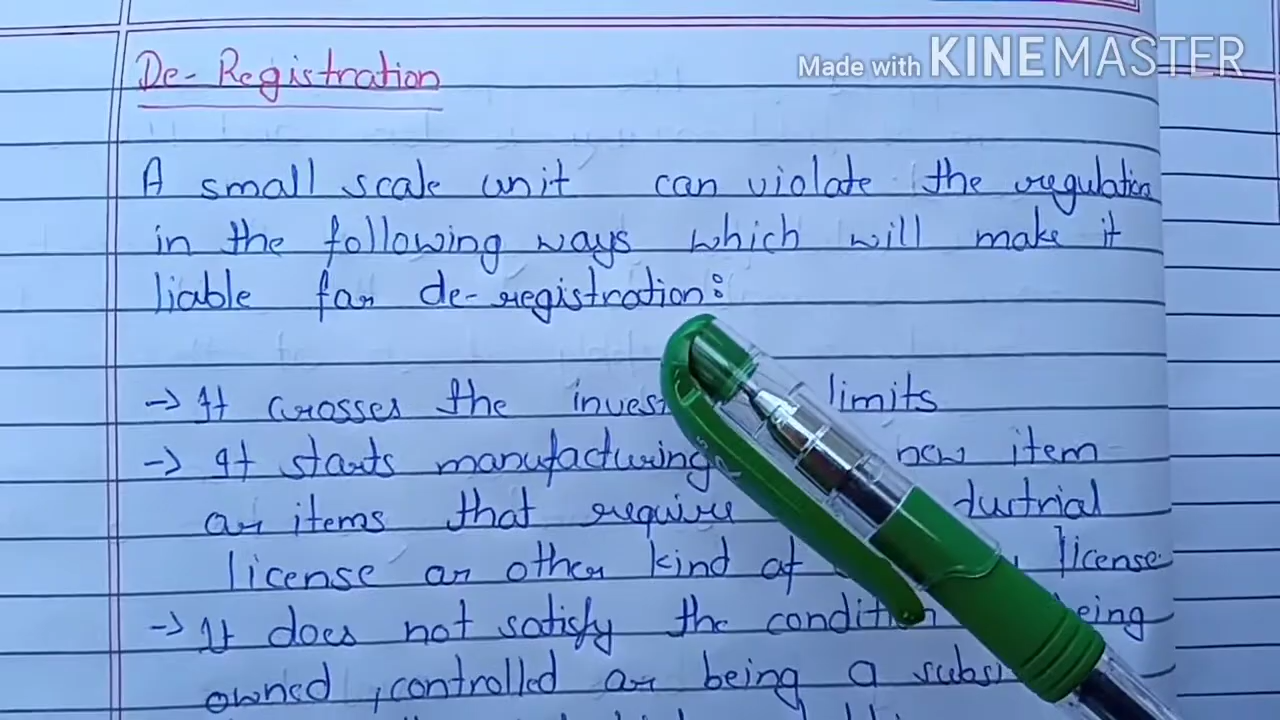 Made with KINEMASTER
De- Registration
A small scale unit can violate the regulation
in the following ways which will make it
liable for de-registration:
-> It crosses the limits
-> It starts manufacturing new item
or items that require
license or other kind of license.
-> It does not satisfy the condition being
owned, controlled or being a